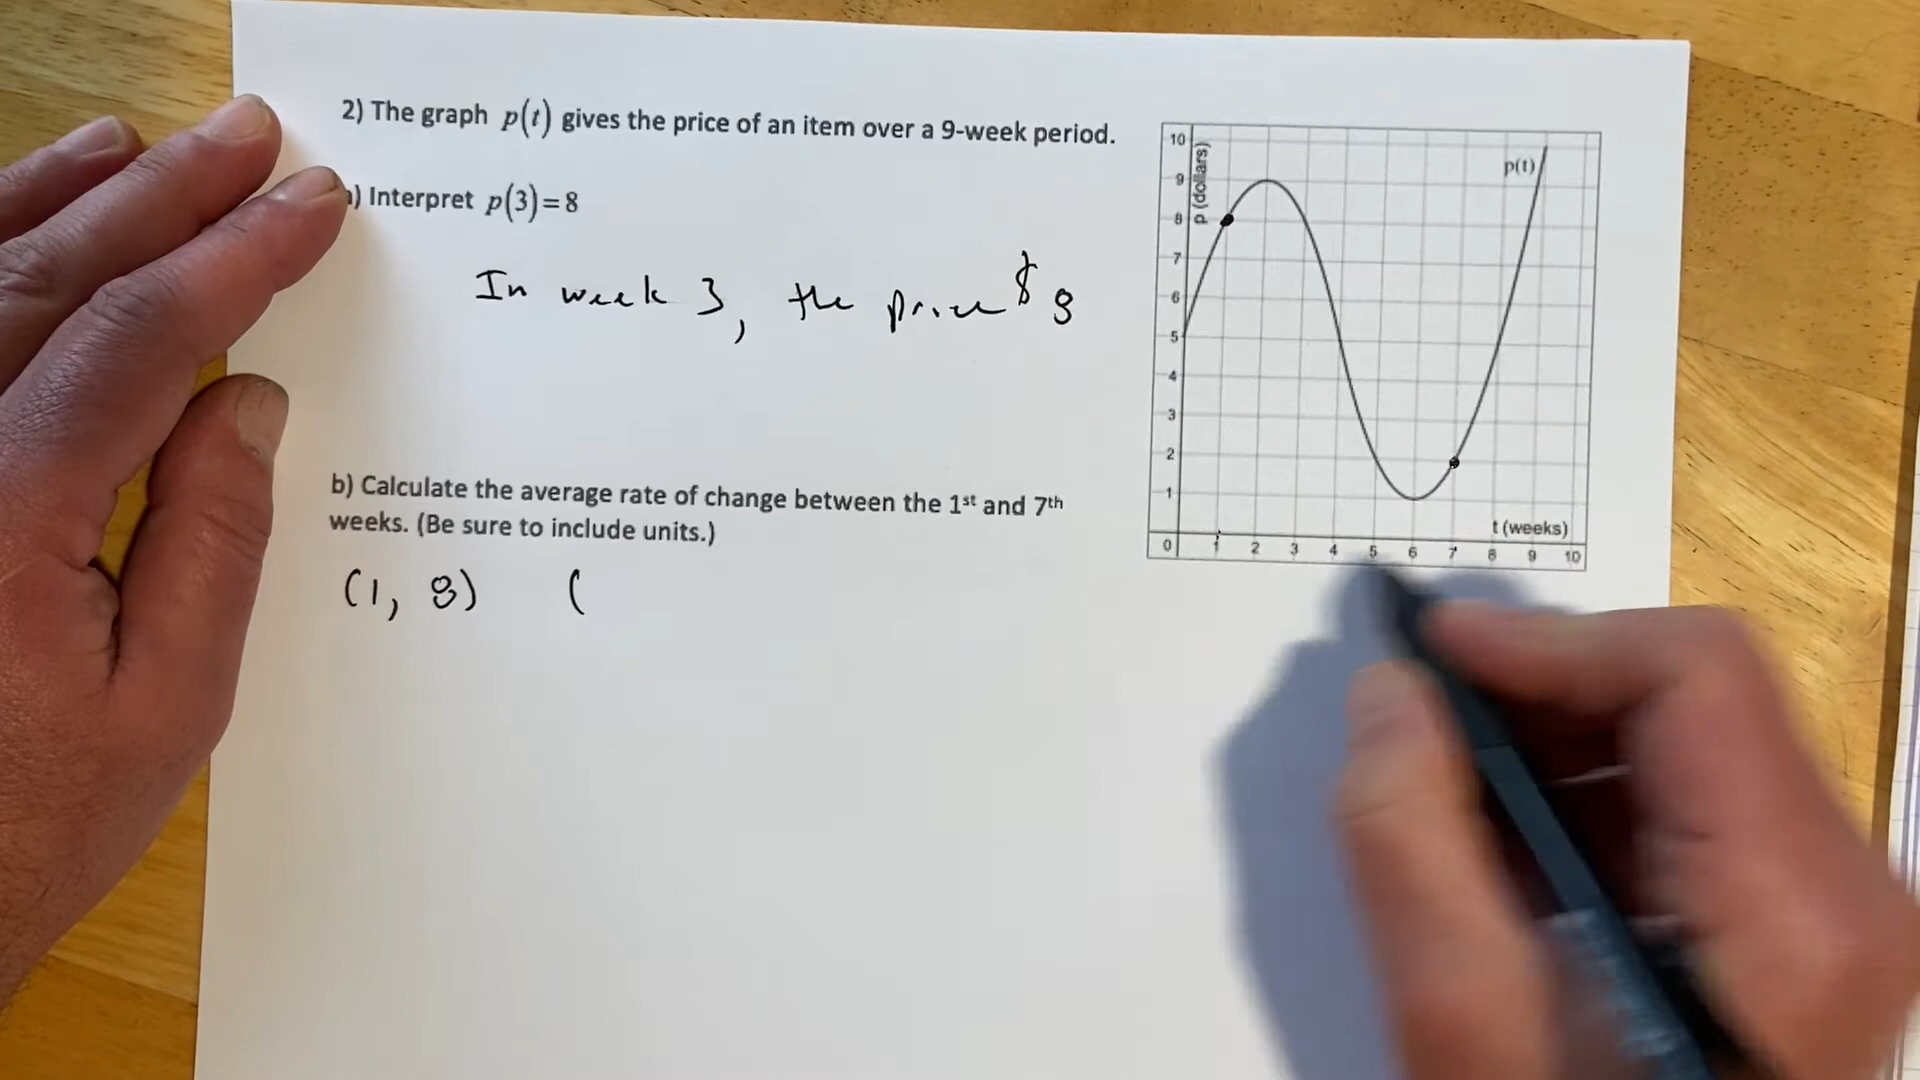 2) The graph p(t) gives the price of an item over a 9-week period.
) Interpret p(3)=8
In week 3, the price $8
b) Calculate the average rate of change between the 1st and 7th
weeks. (Be sure to include units.)
(1, 8) (
10
9
8
7
6
5
4
3
2
1
0
p (dollars)
p(t)
t (weeks)
1 2 3 4 5 6 7 8 9 10